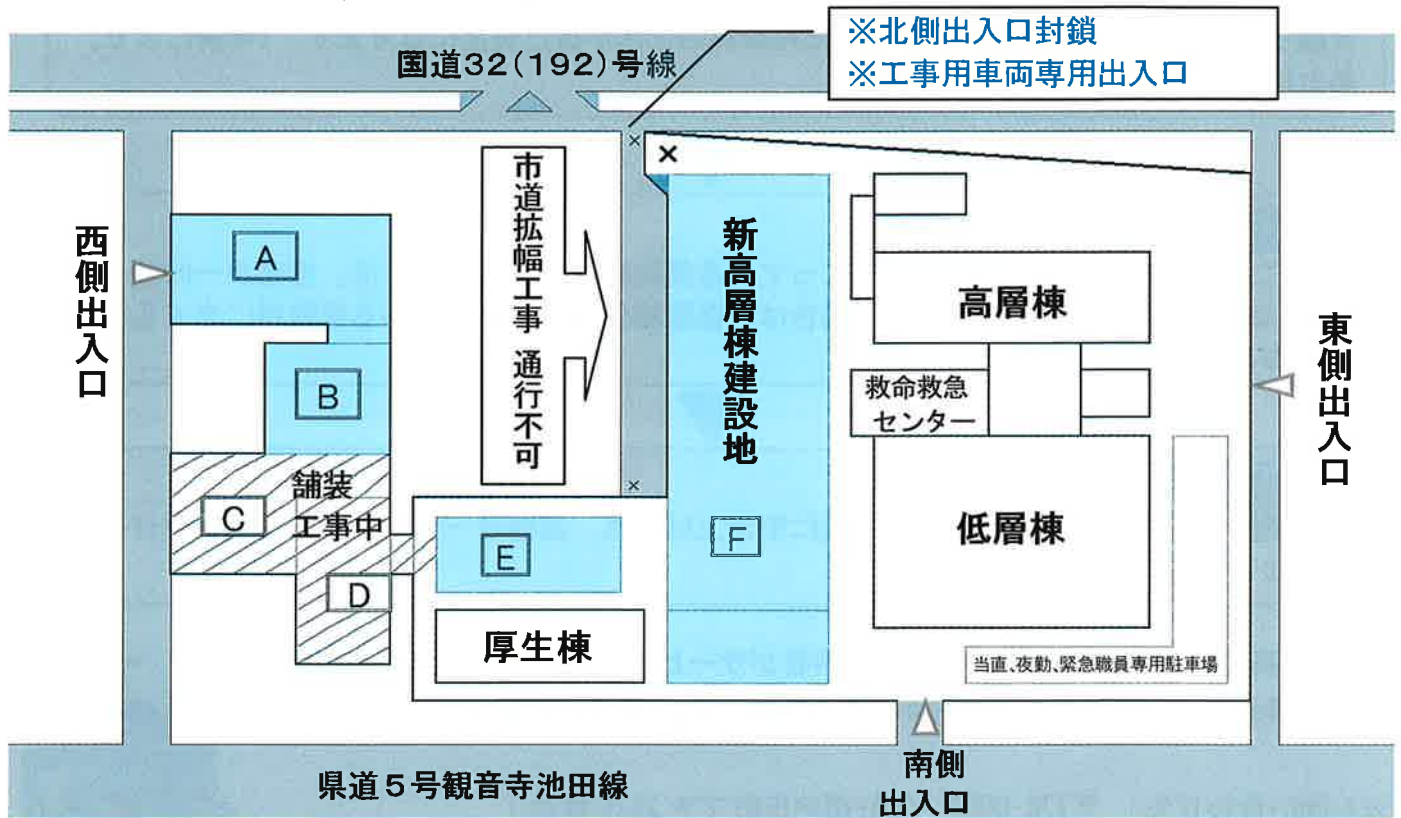 ※北側出入口封鎖
※工事用車両専用出入口
国道32(192)号線
西側出入口
A
B
C
舗装
工事中
D
市道拡幅工事 通行不可
E
厚生棟
新高層棟建設地
F
高層棟
救命救急
センター
低層棟
当直、夜勤、緊急職員専用駐車場
東側出入口
県道5号観音寺池田線
南側
出入口